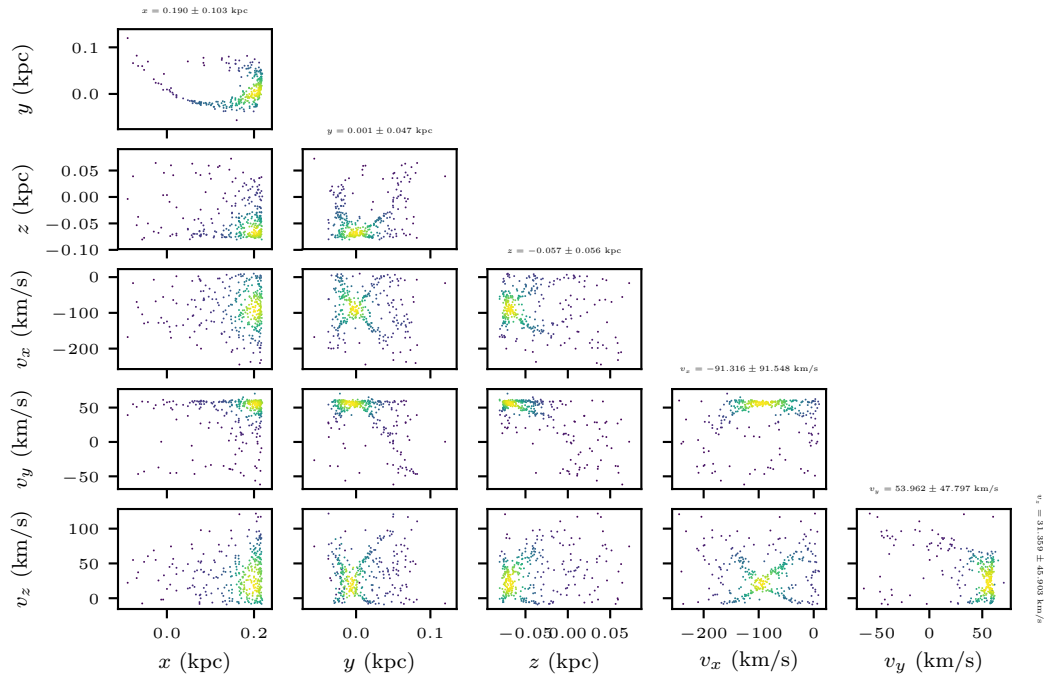 x = 0.190 ± 0.103 kpc
0.1
0.0
y (kpc)
y = 0.001 ± 0.047 kpc
0.05
0.00
−0.05
−0.10
z (kpc)
z = −0.057 ± 0.056 kpc
0
−100
−200
v_x (km/s)
v_x = −91.316 ± 91.548 km/s
50
0
−50
v_y (km/s)
v_y = 53.962 ± 47.797 km/s
v_z = 31.359 ± 45.903 km/s
100
50
0
v_z (km/s)
0.0 0.2
0.0 0.1
−0.05 0.00 0.05
−200 −100 0
−50 0 50
x (kpc)
y (kpc)
z (kpc)
v_x (km/s)
v_y (km/s)